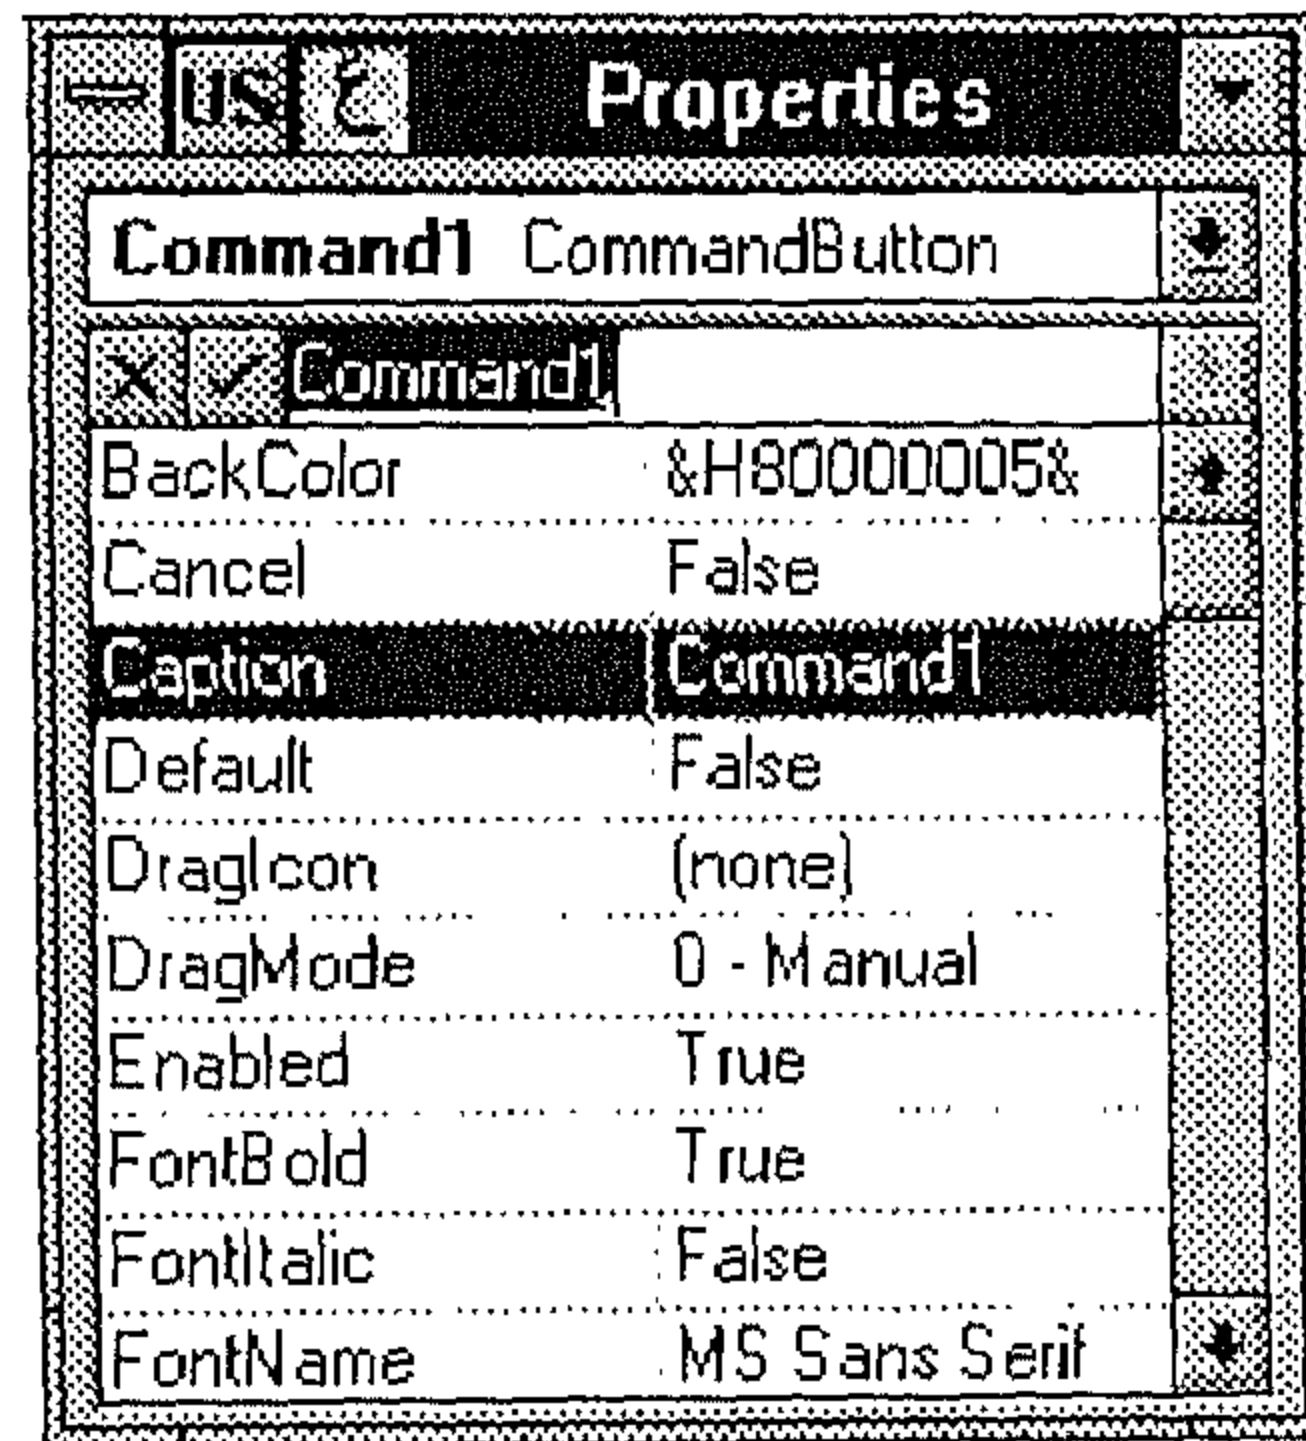 US Properties
Command1 CommandButton
Command1
BackColor &H80000005&
Cancel False
Caption Command1
Default False
DragIcon (none)
DragMode 0 - Manual
Enabled True
FontBold True
FontItalic False
FontName MS Sans Serif